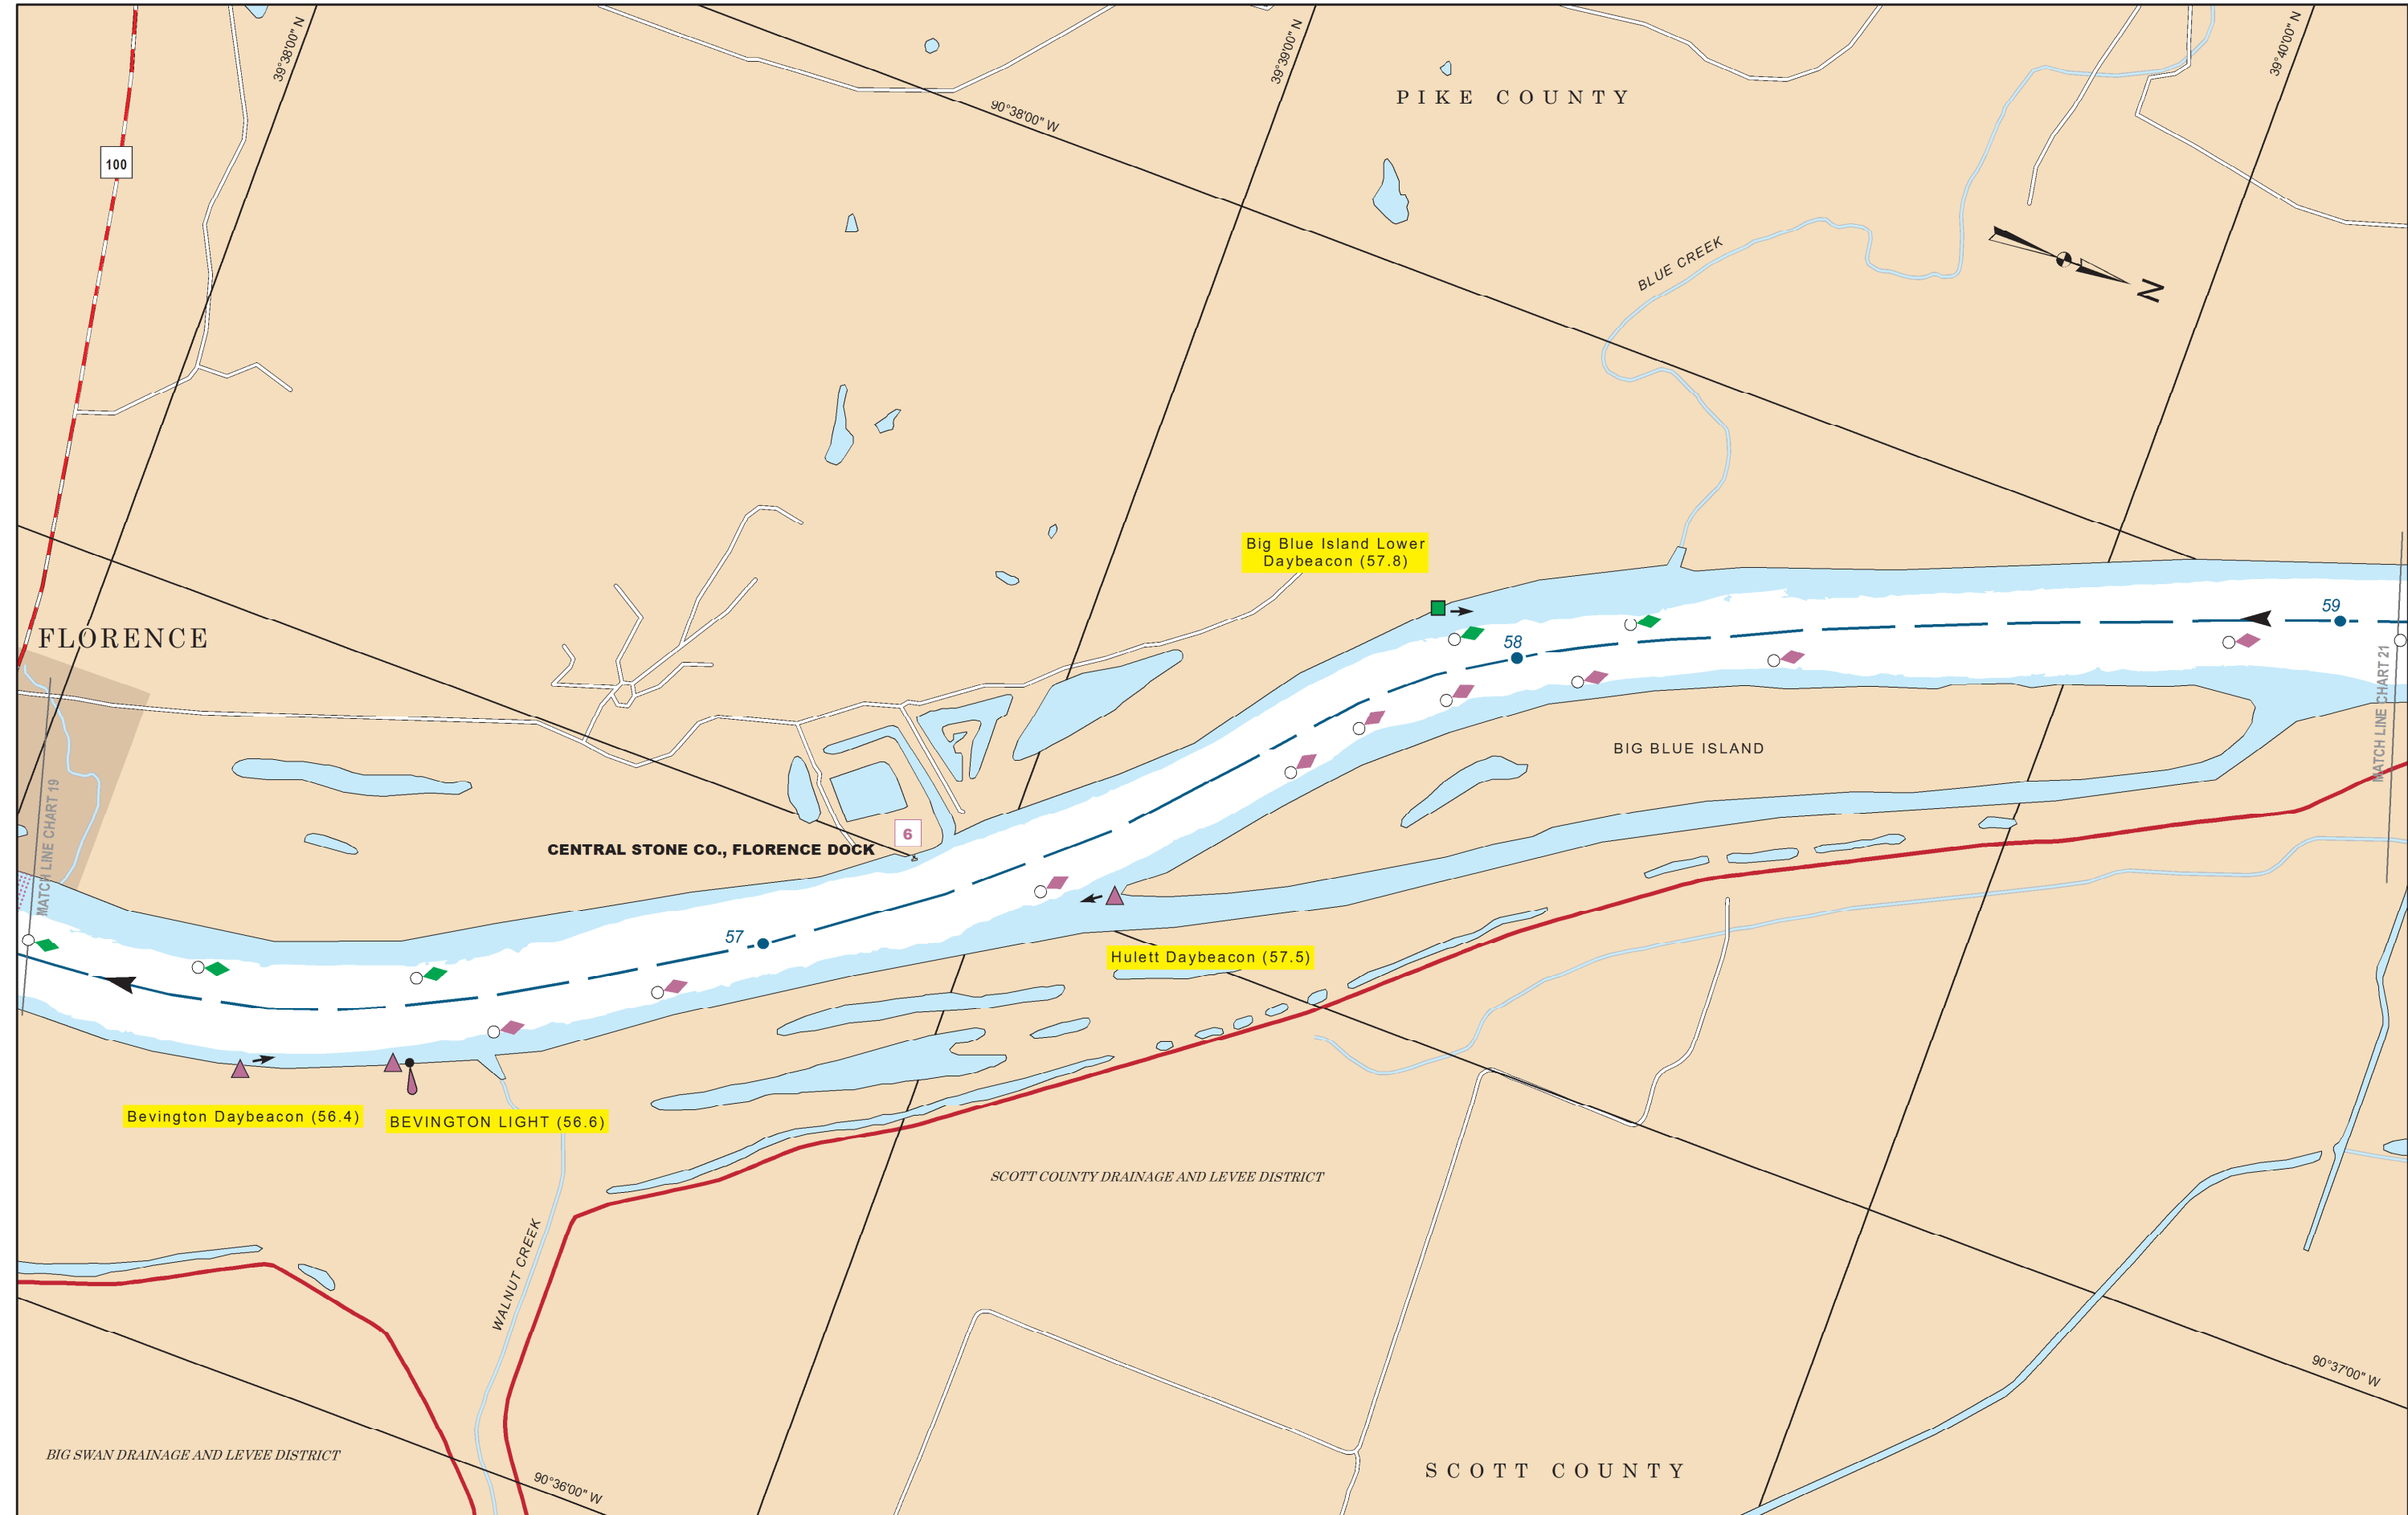 39°38'00" N
39°39'00" N
39°40'00" N
PIKE COUNTY
90°38'00" W
100
BLUE CREEK
N
Big Blue Island Lower
Daybeacon (57.8)
59
FLORENCE
58
MATCH LINE CHART 21
BIG BLUE ISLAND
MATCH LINE CHART 19
6
CENTRAL STONE CO., FLORENCE DOCK
57
Hulett Daybeacon (57.5)
Bevington Daybeacon (56.4)
BEVINGTON LIGHT (56.6)
SCOTT COUNTY DRAINAGE AND LEVEE DISTRICT
WALNUT CREEK
90°37'00" W
BIG SWAN DRAINAGE AND LEVEE DISTRICT
SCOTT COUNTY
90°36'00" W